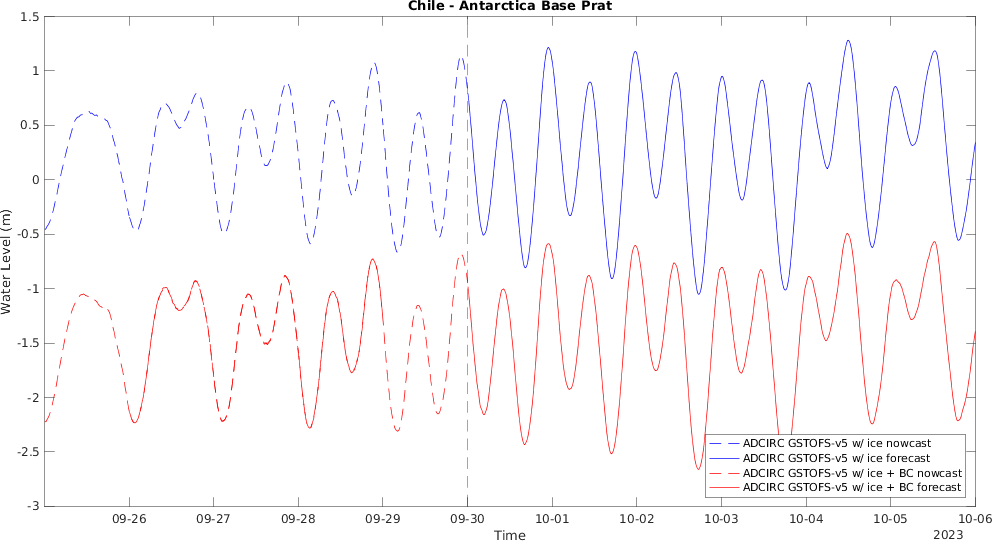 Chile - Antarctica Base Prat
Water Level (m)
1.5
1
0.5
0
-0.5
-1
-1.5
-2
-2.5
-3
ADCIRC GSTOFS-v5 w/ ice nowcast
ADCIRC GSTOFS-v5 w/ ice forecast
ADCIRC GSTOFS-v5 w/ ice + BC nowcast
ADCIRC GSTOFS-v5 w/ ice + BC forecast
09-26 09-27 09-28 09-29 09-30 10-01 10-02 10-03 10-04 10-05 10-06
Time
2023